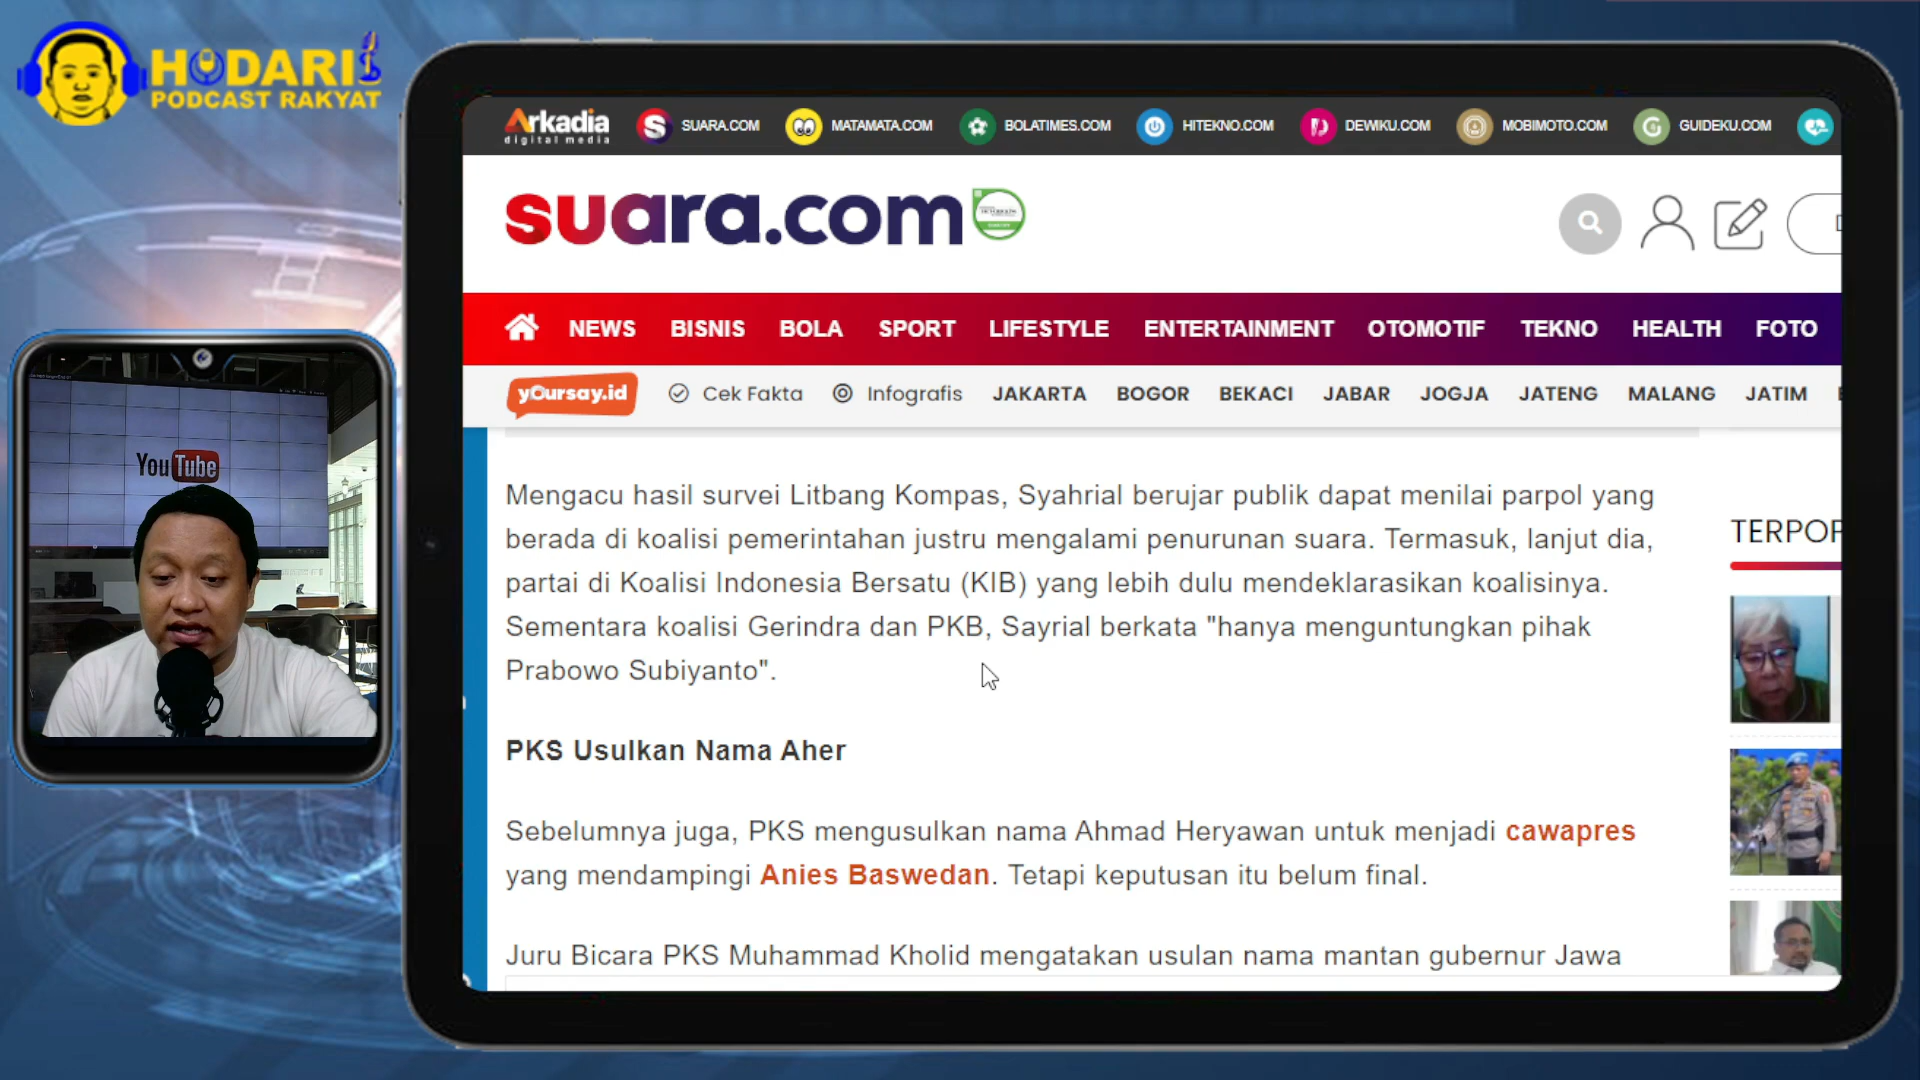 HODARI
PODCAST RAKYAT
YouTube
Arkadia
digital media
SUARA.COM
MATAMATA.COM
BOLATIMES.COM
HITEKNO.COM
DEWIKU.COM
MOBIMOTO.COM
GUIDEKU.COM
suara.com
NEWS BISNIS BOLA SPORT LIFESTYLE ENTERTAINMENT OTOMOTIF TEKNO HEALTH FOTO
yoursay.id Cek Fakta Infografis JAKARTA BOGOR BEKACI JABAR JOGJA JATENG MALANG JATIM
Mengacu hasil survei Litbang Kompas, Syahrial berujar publik dapat menilai parpol yang
berada di koalisi pemerintahan justru mengalami penurunan suara. Termasuk, lanjut dia,
partai di Koalisi Indonesia Bersatu (KIB) yang lebih dulu mendeklarasikan koalisinya.
Sementara koalisi Gerindra dan PKB, Sayrial berkata "hanya menguntungkan pihak
Prabowo Subiyanto".
TERPOP
PKS Usulkan Nama Aher
Sebelumnya juga, PKS mengusulkan nama Ahmad Heryawan untuk menjadi cawapres
yang mendampingi Anies Baswedan. Tetapi keputusan itu belum final.
Juru Bicara PKS Muhammad Kholid mengatakan usulan nama mantan gubernur Jawa